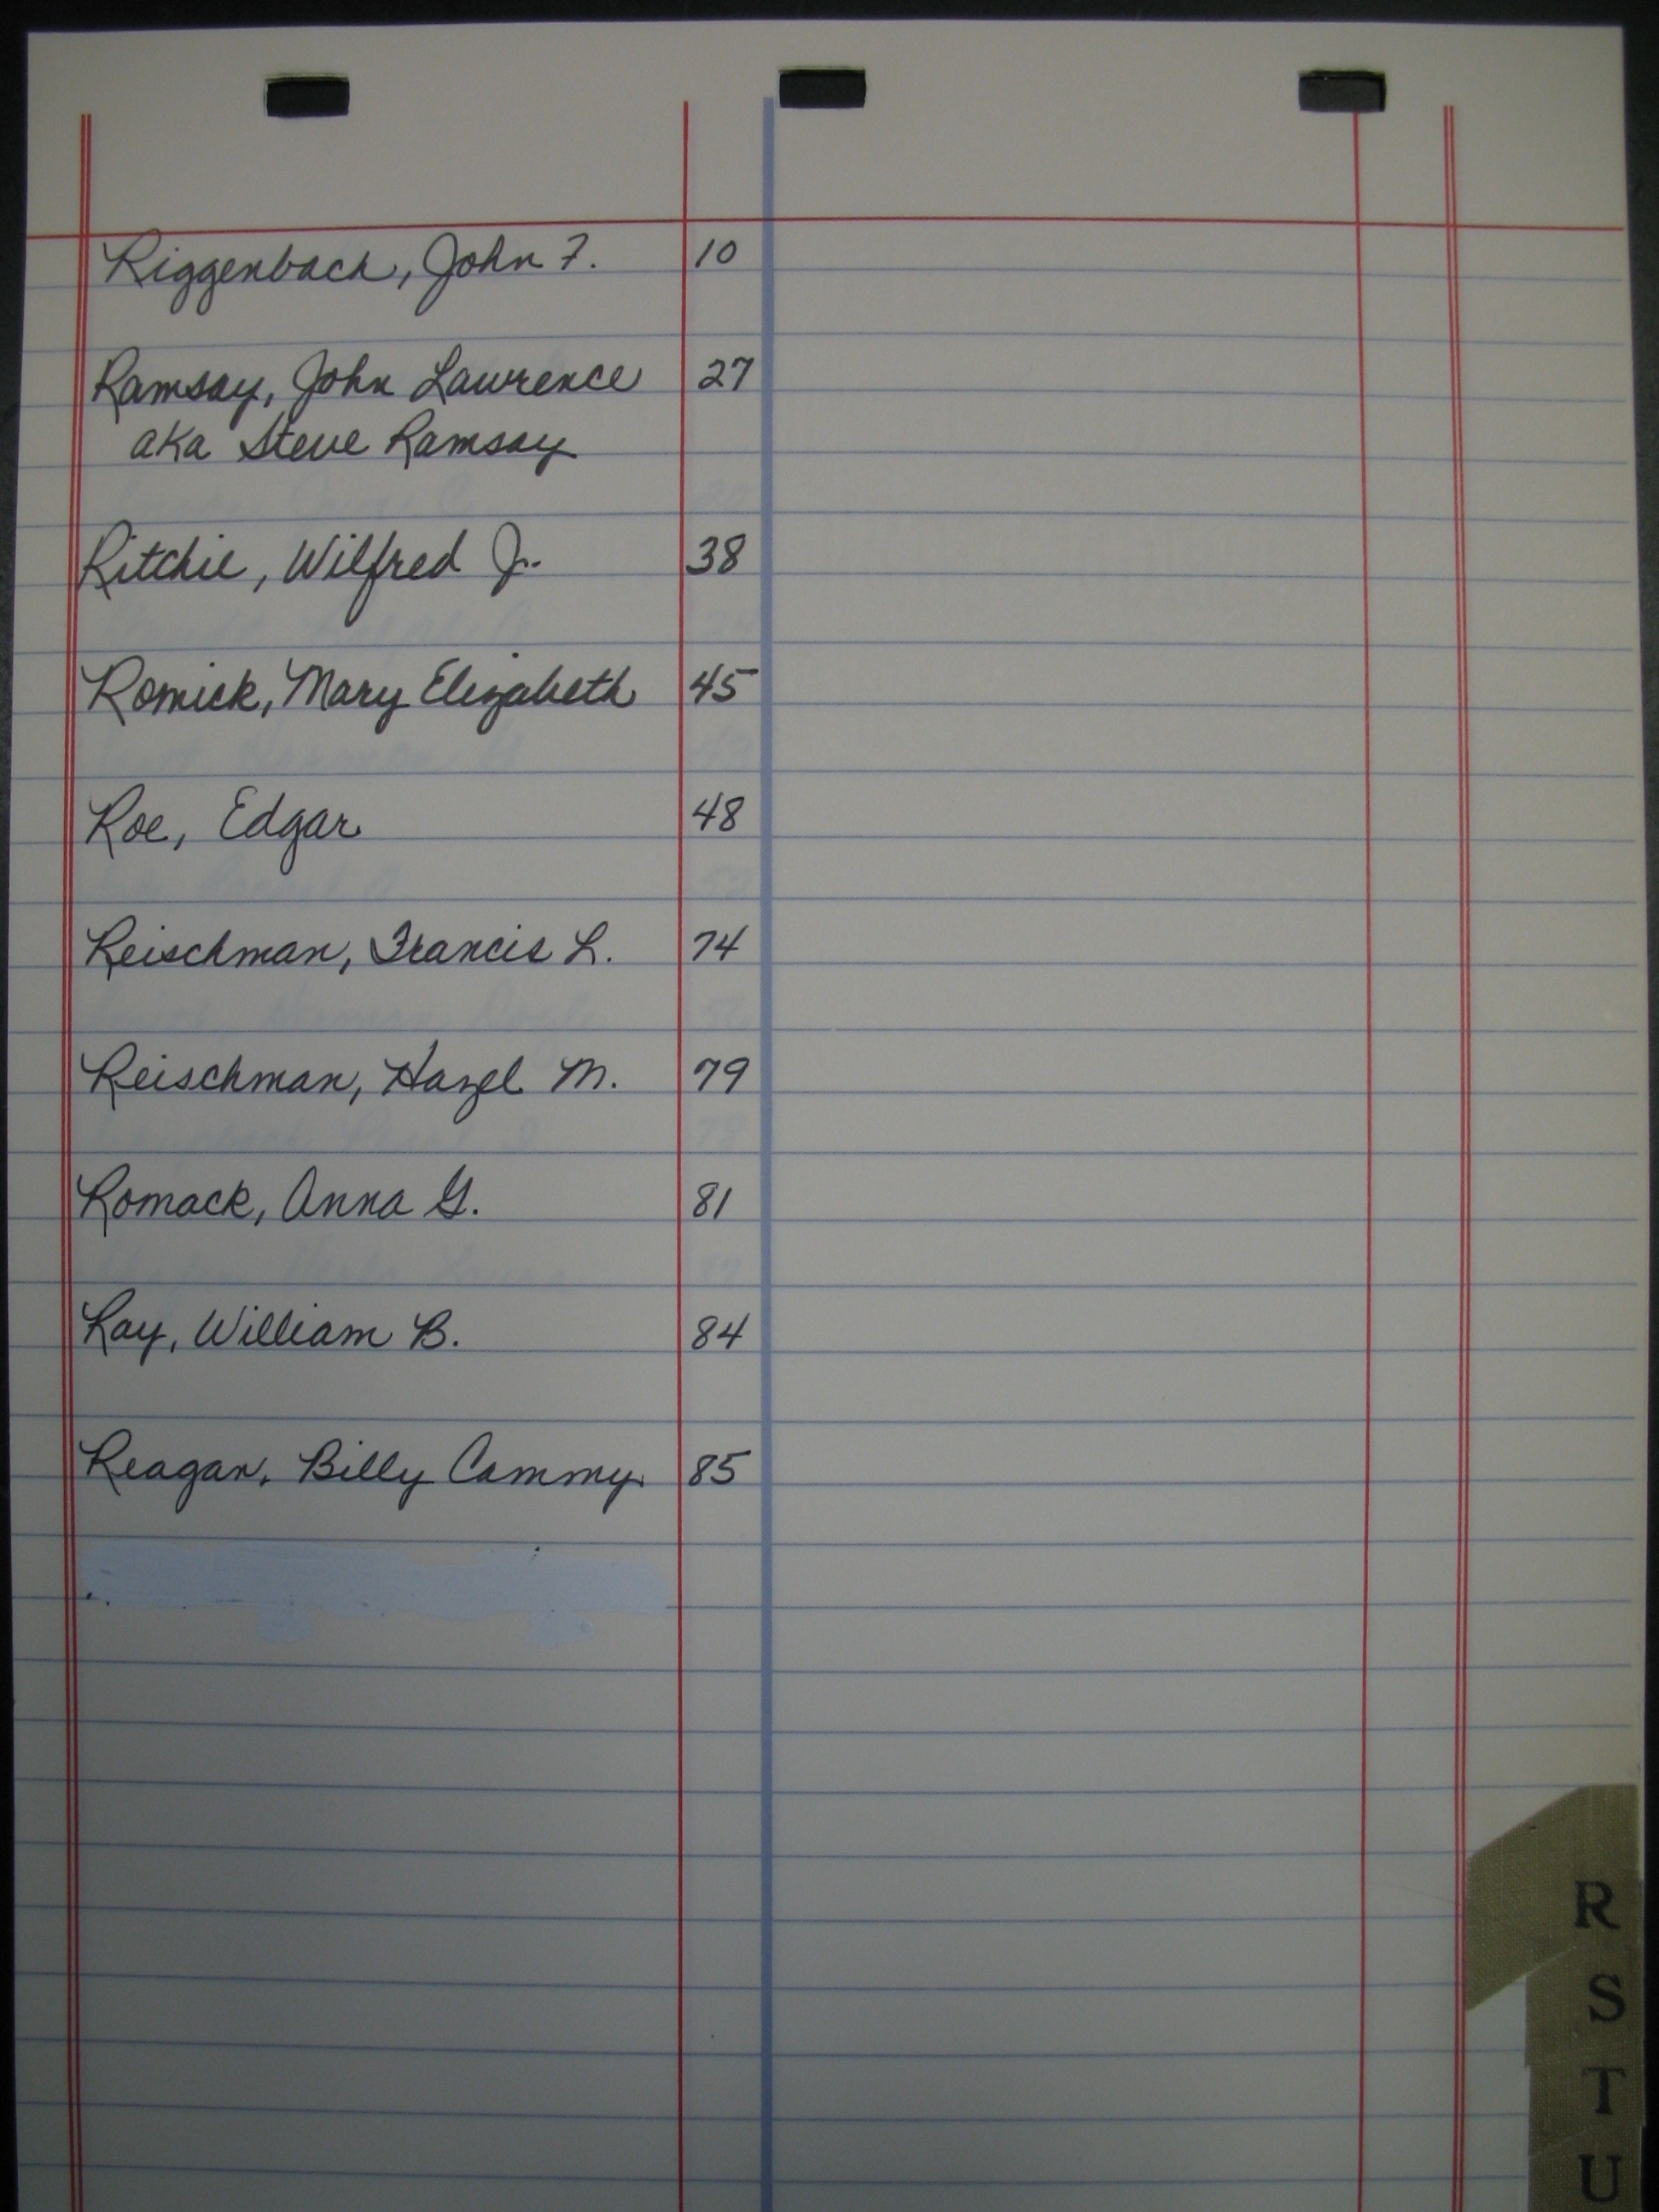 Riggenbach, John F. 10
Ramsay, John Lawrence 27
aka Steve Ramsay
Ritchie, Wilfred J. 38
Romick, Mary Elizabeth 45
Roe, Edgar 48
Reischman, Francis L. 74
Reischman, Hazel M. 79
Romack, Anna G. 81
Ray, William B. 84
Reagan, Billy Cammy 85
R
S
T
U